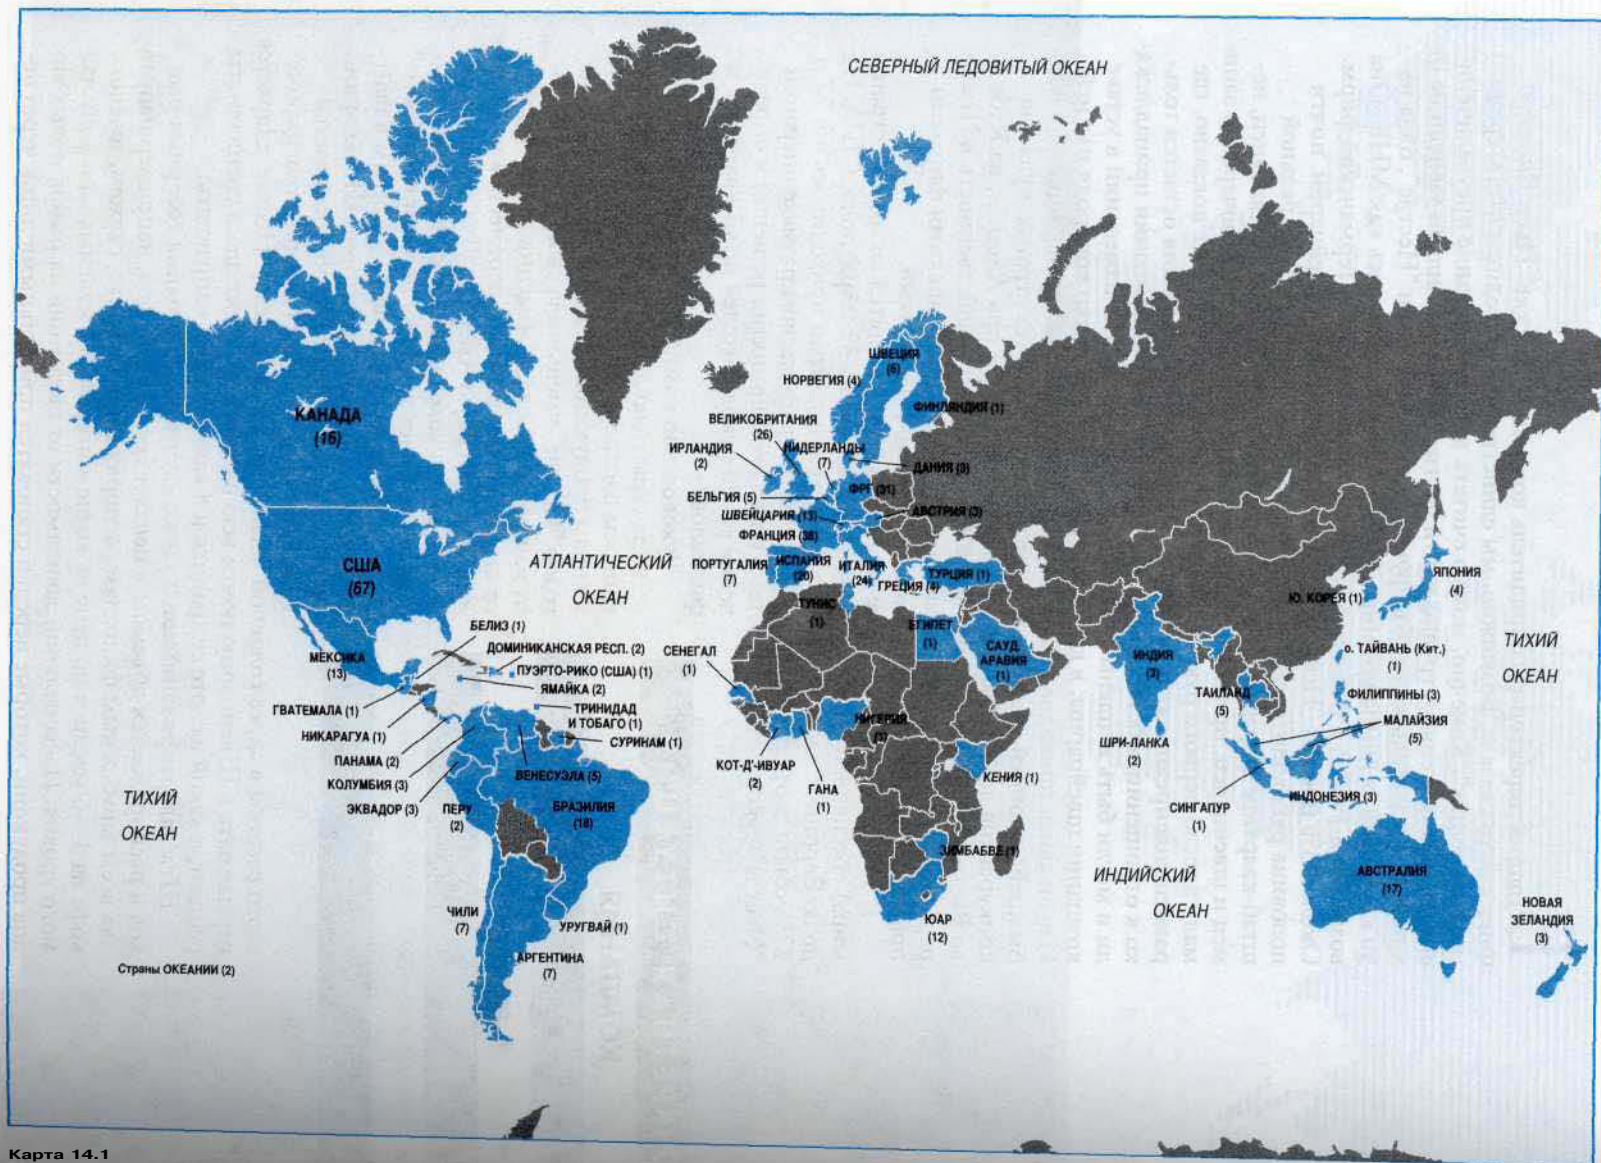 СЕВЕРНЫЙ ЛЕДОВИТЫЙ ОКЕАН
КАНАДА
(16)
США
(67)
АТЛАНТИЧЕСКИЙ
ОКЕАН
НОРВЕГИЯ (4)
ШВЕЦИЯ
(6)
ФИНЛЯНДИЯ (1)
ВЕЛИКОБРИТАНИЯ
(26)
ИРЛАНДИЯ
(2)
НИДЕРЛАНДЫ
(7)
ДАНИЯ (3)
БЕЛЬГИЯ (5)
ФРГ (31)
ШВЕЙЦАРИЯ (13)
АВСТРИЯ (3)
ФРАНЦИЯ (38)
ПОРТУГАЛИЯ
(7)
ИСПАНИЯ
(20)
ИТАЛИЯ
(24)
ГРЕЦИЯ (4)
ТУРЦИЯ (1)
ТУНИС
(1)
ЕГИПЕТ
(1)
САУД.
АРАВИЯ
(1)
ИНДИЯ
(3)
Ю. КОРЕЯ (1)
ЯПОНИЯ
(4)
о. ТАЙВАНЬ (Кит.)
(1)
ТИХИЙ
ОКЕАН
ТАИЛАНД
(5)
ФИЛИППИНЫ (3)
МАЛАЙЗИЯ
(5)
ШРИ-ЛАНКА
(2)
СИНГАПУР
(1)
ИНДОНЕЗИЯ (3)
МЕКСИКА
(13)
БЕЛИЗ (1)
ДОМИНИКАНСКАЯ РЕСП. (2)
ПУЭРТО-РИКО (США) (1)
ЯМАЙКА (2)
ТРИНИДАД
И ТОБАГО (1)
СУРИНАМ (1)
ГВАТЕМАЛА (1)
НИКАРАГУА (1)
ПАНАМА (2)
КОЛУМБИЯ (3)
ЭКВАДОР (3)
ВЕНЕСУЭЛА (5)
ПЕРУ
(2)
БРАЗИЛИЯ
(18)
СЕНЕГАЛ
(1)
КОТ-Д'-ИВУАР
(2)
ГАНА
(1)
НИГЕРИЯ
КЕНИЯ (1)
ЗИМБАБВЕ (1)
ЮАР
(12)
ТИХИЙ
ОКЕАН
ЧИЛИ
(7)
УРУГВАЙ (1)
АРГЕНТИНА
(7)
ИНДИЙСКИЙ
ОКЕАН
АВСТРАЛИЯ
(17)
НОВАЯ
ЗЕЛАНДИЯ
(3)
Страны ОКЕАНИИ (2)
Карта 14.1